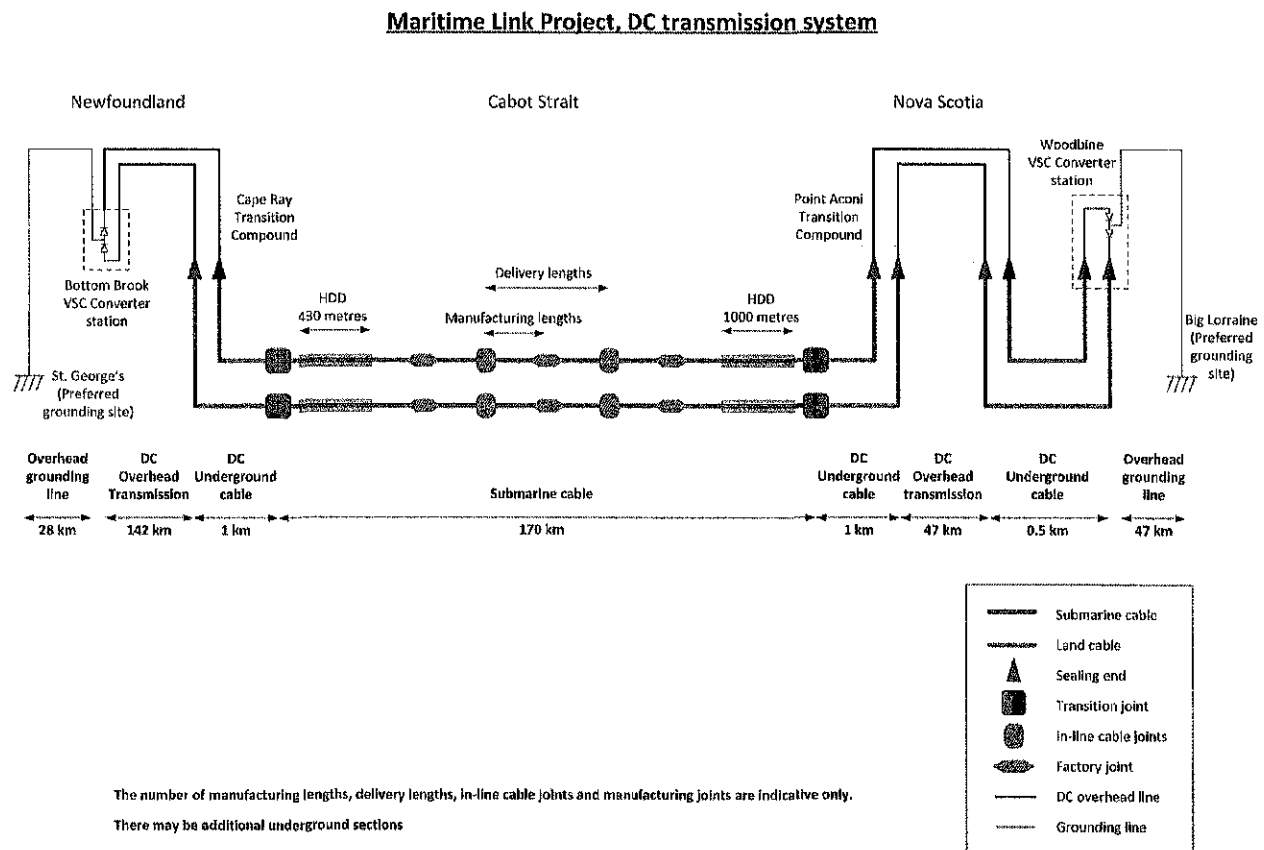 Maritime Link Project, DC transmission system
Newfoundland
Cabot Strait
Nova Scotia
Woodbine
VSC Converter
station
Cape Ray
Transition
Compound
Point Aconi
Transition
Compound
Bottom Brook
VSC Converter
station
Delivery lengths
HDD
430 metres
Manufacturing lengths
HDD
1000 metres
St. George's
(Preferred
grounding site)
Big Lorraine
(Preferred
grounding
site)
Overhead
grounding
line
28 km
DC
Overhead
Transmission
142 km
DC
Underground
cable
1 km
Submarine cable
170 km
DC
Underground
cable
1 km
DC
Overhead
transmission
47 km
DC
Underground
cable
0.5 km
Overhead
grounding
line
47 km
Submarine cable
Land cable
Sealing end
Transition joint
In-line cable joints
Factory joint
DC overhead line
Grounding line
The number of manufacturing lengths, delivery lengths, in-line cable joints and manufacturing joints are indicative only.
There may be additional underground sections